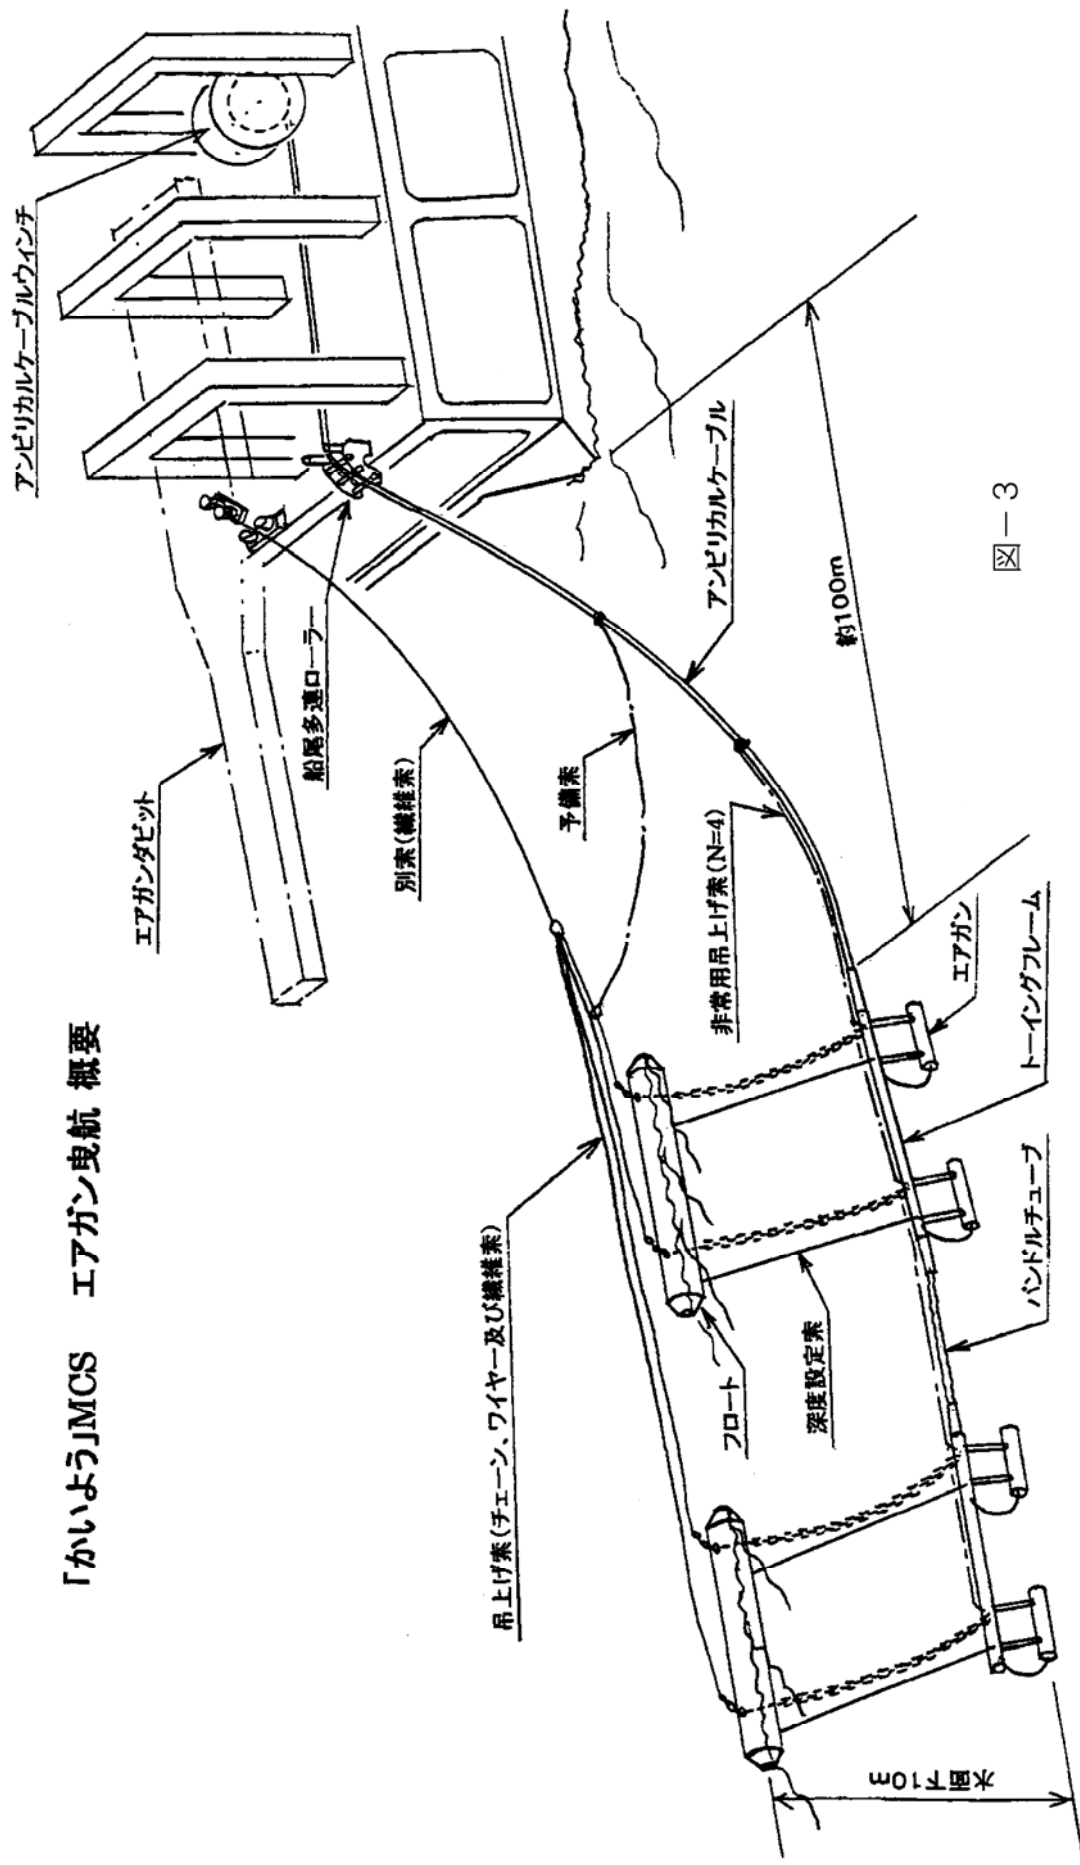 「かいよう」MCS　エアガン曳航 概要
アンビリカルケーブルウィンチ
エアガンダビット
船尾多連ローラー
別索(繊維索)
予備索
アンビリカルケーブル
吊上げ索(チェーン、ワイヤー及び繊維索)
非常用吊上げ索(N=4)
約100m
エアガン
トーイングフレーム
バンドルチューブ
フロート
深度設定索
水面下10m
図－3